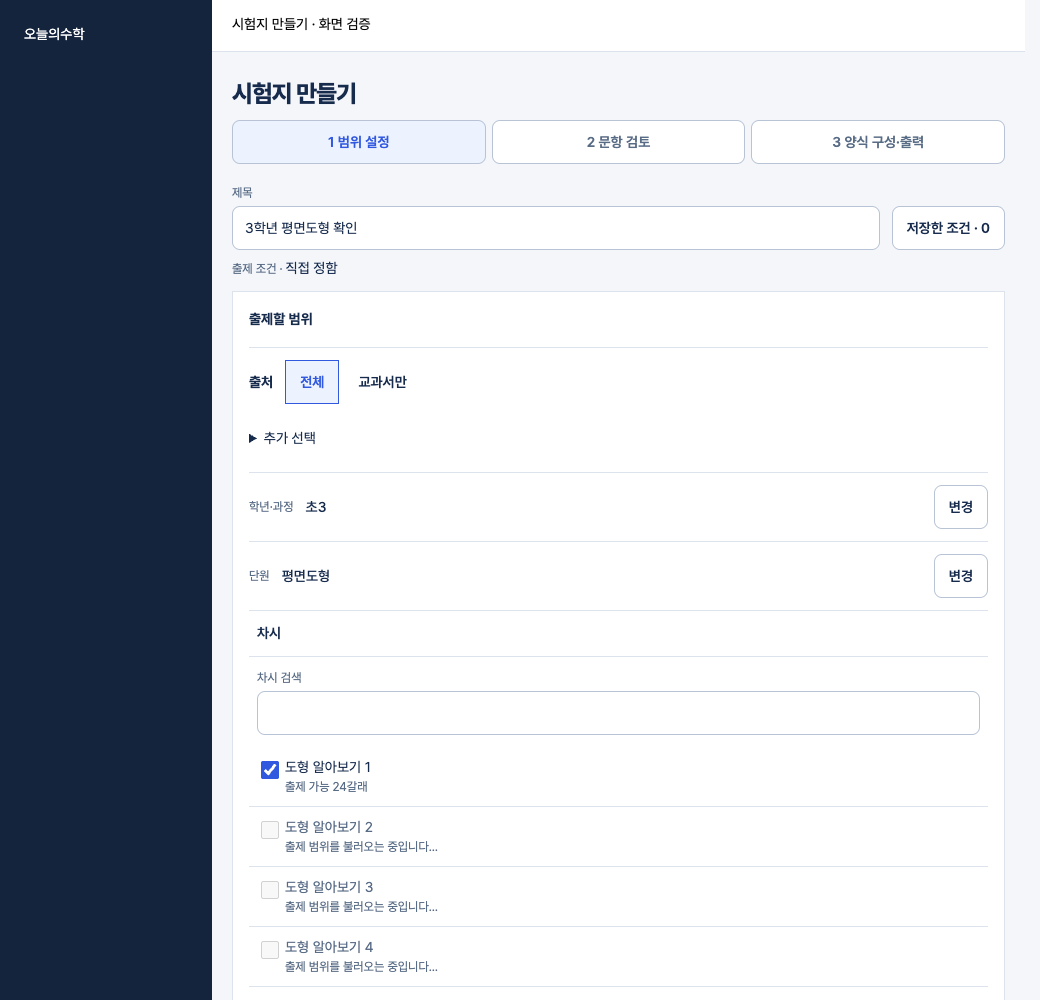 오늘의수학
시험지 만들기 · 화면 검증
시험지 만들기
1 범위 설정
2 문항 검토
3 양식 구성·출력
제목
3학년 평면도형 확인
저장한 조건 · 0
출제 조건 · 직접 정함
출제할 범위
출처 전체 교과서만
▶ 추가 선택
학년·과정 초3 변경
단원 평면도형 변경
차시
차시 검색
도형 알아보기 1
출제 가능 24갈래
도형 알아보기 2
출제 범위를 불러오는 중입니다…
도형 알아보기 3
출제 범위를 불러오는 중입니다…
도형 알아보기 4
출제 범위를 불러오는 중입니다…